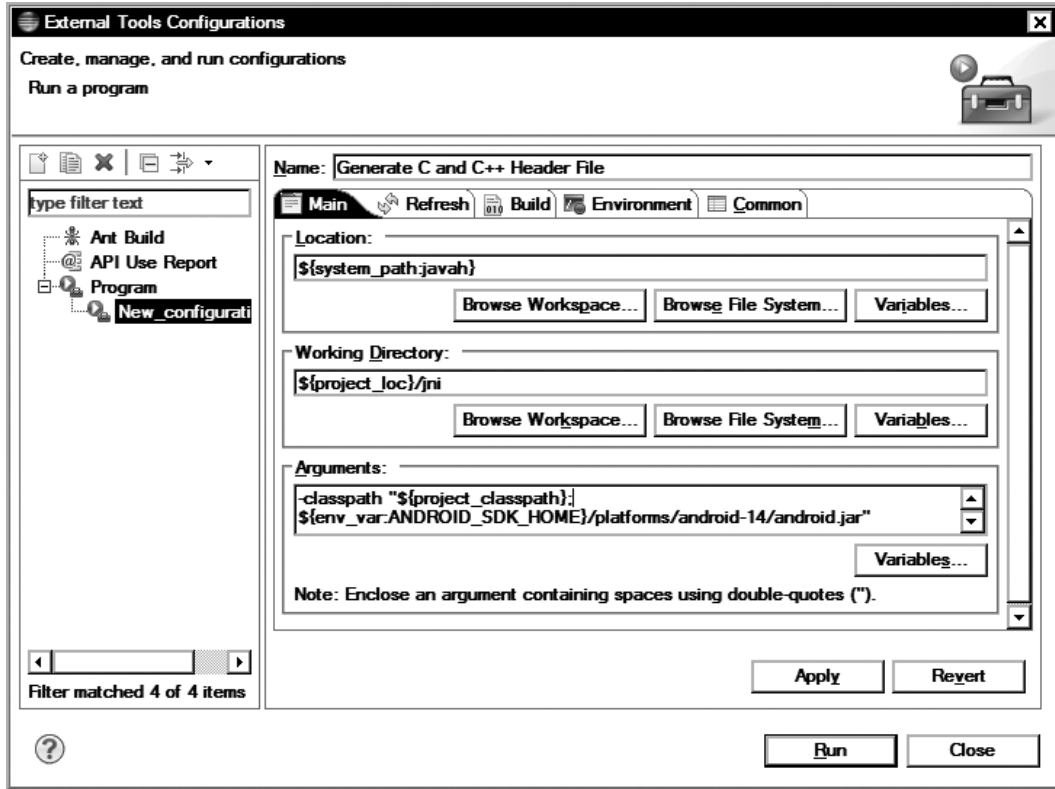 External Tools Configurations
Create, manage, and run configurations
Run a program
type filter text
Ant Build
API Use Report
Program
New_configurati
Filter matched 4 of 4 items
Name: Generate C and C++ Header File
Main Refresh Build Environment Common
Location:
${system_path:javah}
Browse Workspace... Browse File System... Variables...
Working Directory:
${project_loc}/jni
Browse Workspace... Browse File System... Variables...
Arguments:
-classpath "${project_classpath};
${env_var:ANDROID_SDK_HOME}/platforms/android-14/android.jar"
Variables...
Note: Enclose an argument containing spaces using double-quotes (").
Apply Revert
Run Close